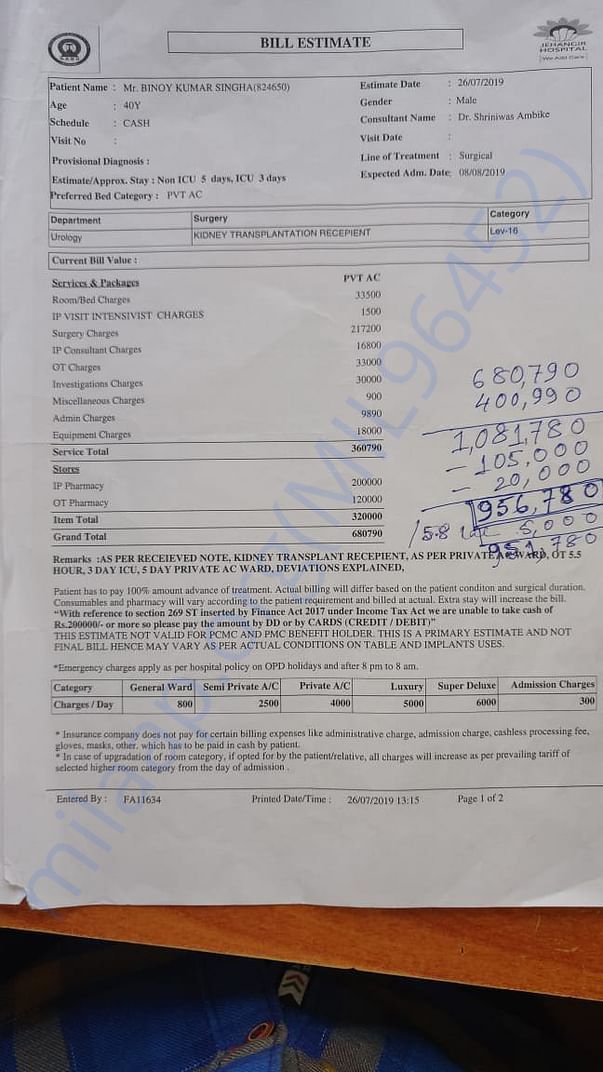 BILL ESTIMATE
JEHANGIR
HOSPITAL
We Add Care
Patient Name : Mr. BINOY KUMAR SINGHA(824650)
Estimate Date : 26/07/2019
Age : 40Y
Gender : Male
Schedule : CASH
Consultant Name : Dr. Shriniwas Ambike
Visit No :
Visit Date :
Provisional Diagnosis :
Line of Treatment : Surgical
Estimate/Approx. Stay : Non ICU 5 days, ICU 3 days
Expected Adm. Date: 08/08/2019
Preferred Bed Category : PVT AC
Department Surgery Category
Urology KIDNEY TRANSPLANTATION RECEPIENT Lev-16
Current Bill Value :
Services & Packages PVT AC
Room/Bed Charges 33500
IP VISIT INTENSIVIST CHARGES 1500
Surgery Charges 217200
IP Consultant Charges 16800
OT Charges 33000
Investigations Charges 30000
Miscellaneous Charges 900
Admin Charges 9890
Equipment Charges 18000
Service Total 360790
Stores
IP Pharmacy 200000
OT Pharmacy 120000
Item Total 320000
Grand Total 680790
680,790
400,990
1,081,780
- 105,000
- 20,000
956,780
5,000
951,780
Remarks :AS PER RECEIEVED NOTE, KIDNEY TRANSPLANT RECEPIENT, AS PER PRIVATE AC WARD, OT 5.5
HOUR, 3 DAY ICU, 5 DAY PRIVATE AC WARD, DEVIATIONS EXPLAINED,
Patient has to pay 100% amount advance of treatment. Actual billing will differ based on the patient conditon and surgical duration.
Consumables and pharmacy will vary according to the patient requirement and billed at actual. Extra stay will increase the bill.
"With reference to section 269 ST inserted by Finance Act 2017 under Income Tax Act we are unable to take cash of
Rs.200000/- or more so please pay the amount by DD or by CARDS (CREDIT / DEBIT)"
THIS ESTIMATE NOT VALID FOR PCMC AND PMC BENEFIT HOLDER. THIS IS A PRIMARY ESTIMATE AND NOT
FINAL BILL HENCE MAY VARY AS PER ACTUAL CONDITIONS ON TABLE AND IMPLANTS USES.
*Emergency charges apply as per hospital policy on OPD holidays and after 8 pm to 8 am.
Category General Ward Semi Private A/C Private A/C Luxury Super Deluxe Admission Charges
Charges / Day 800 2500 4000 5000 6000 300
* Insurance company does not pay for certain billing expenses like administrative charge, admission charge, cashless processing fee,
gloves, masks, other. which has to be paid in cash by patient.
* In case of upgradation of room category, if opted for by the patient/relative, all charges will increase as per prevailing tariff of
selected higher room category from the day of admission .
Entered By : FA11634 Printed Date/Time : 26/07/2019 13:15 Page 1 of 2